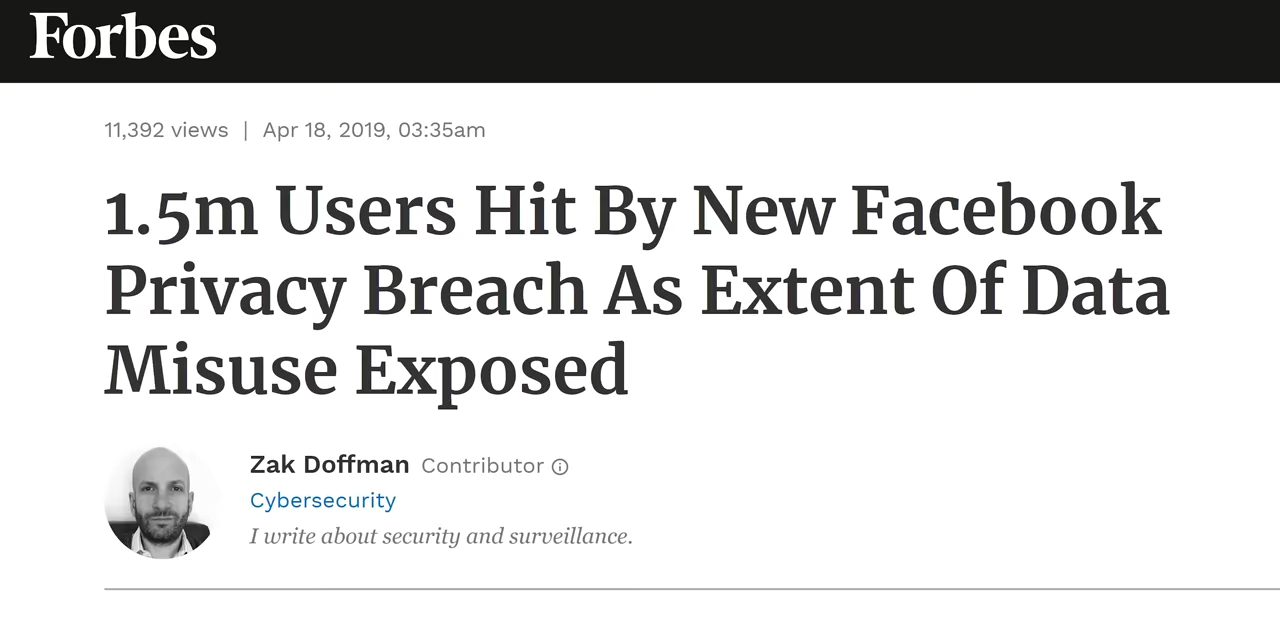 Forbes
11,392 views | Apr 18, 2019, 03:35am
1.5m Users Hit By New Facebook
Privacy Breach As Extent Of Data
Misuse Exposed
Zak Doffman Contributor
Cybersecurity
I write about security and surveillance.